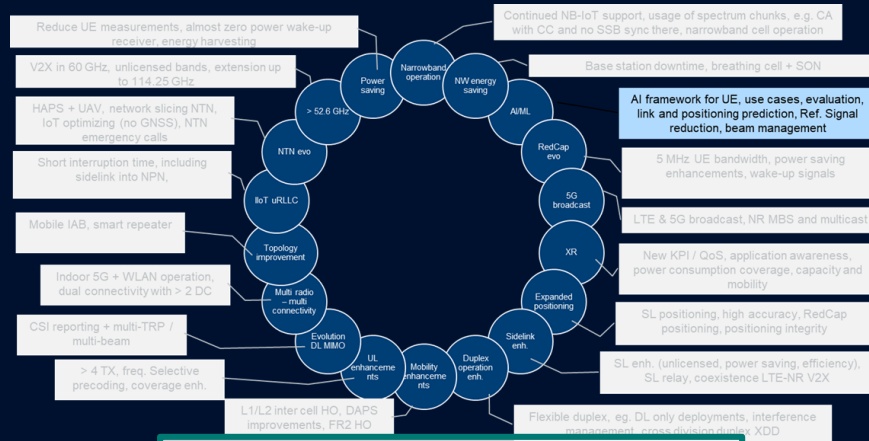 Continued NB-IoT support, usage of spectrum chunks, e.g. CA
with CC and no SSB sync there, narrowband cell operation
Reduce UE measurements, almost zero power wake-up
receiver, energy harvesting
V2X in 60 GHz, unlicensed bands, extension up
to 114.25 GHz
Base station downtime, breathing cell + SON
HAPS + UAV, network slicing NTN,
IoT optimizing (no GNSS), NTN
emergency calls
AI framework for UE, use cases, evaluation,
link and positioning prediction, Ref. Signal
reduction, beam management
Short interruption time, including
sidelink into NPN,
5 MHz UE bandwidth, power saving
enhancements, wake-up signals
Mobile IAB, smart repeater
LTE & 5G broadcast, NR MBS and multicast
Indoor 5G + WLAN operation,
dual connectivity with > 2 DC
New KPI / QoS, application awareness,
power consumption coverage, capacity and
mobility
CSI reporting + multi-TRP /
multi-beam
SL positioning, high accuracy, RedCap
positioning, positioning integrity
> 4 TX, freq. Selective
precoding, coverage enh.
SL enh. (unlicensed, power saving, efficiency),
SL relay, coexistence LTE-NR V2X
L1/L2 inter cell HO, DAPS
improvements, FR2 HO
Flexible duplex, eg. DL only deployments, interference
management, cross division duplex XDD
Narrowband
operation
NW energy
saving
AI/ML
RedCap
evo
5G
broadcast
XR
Expanded
positioning
Sidelink
enh.
Duplex
operation
enh.
Mobility
enhanceme
nts
UL
enhanceme
nts
Evolution
DL MIMO
Multi radio
– multi
connectivity
Topology
improvement
IIoT uRLLC
NTN evo
> 52.6 GHz
Power
saving